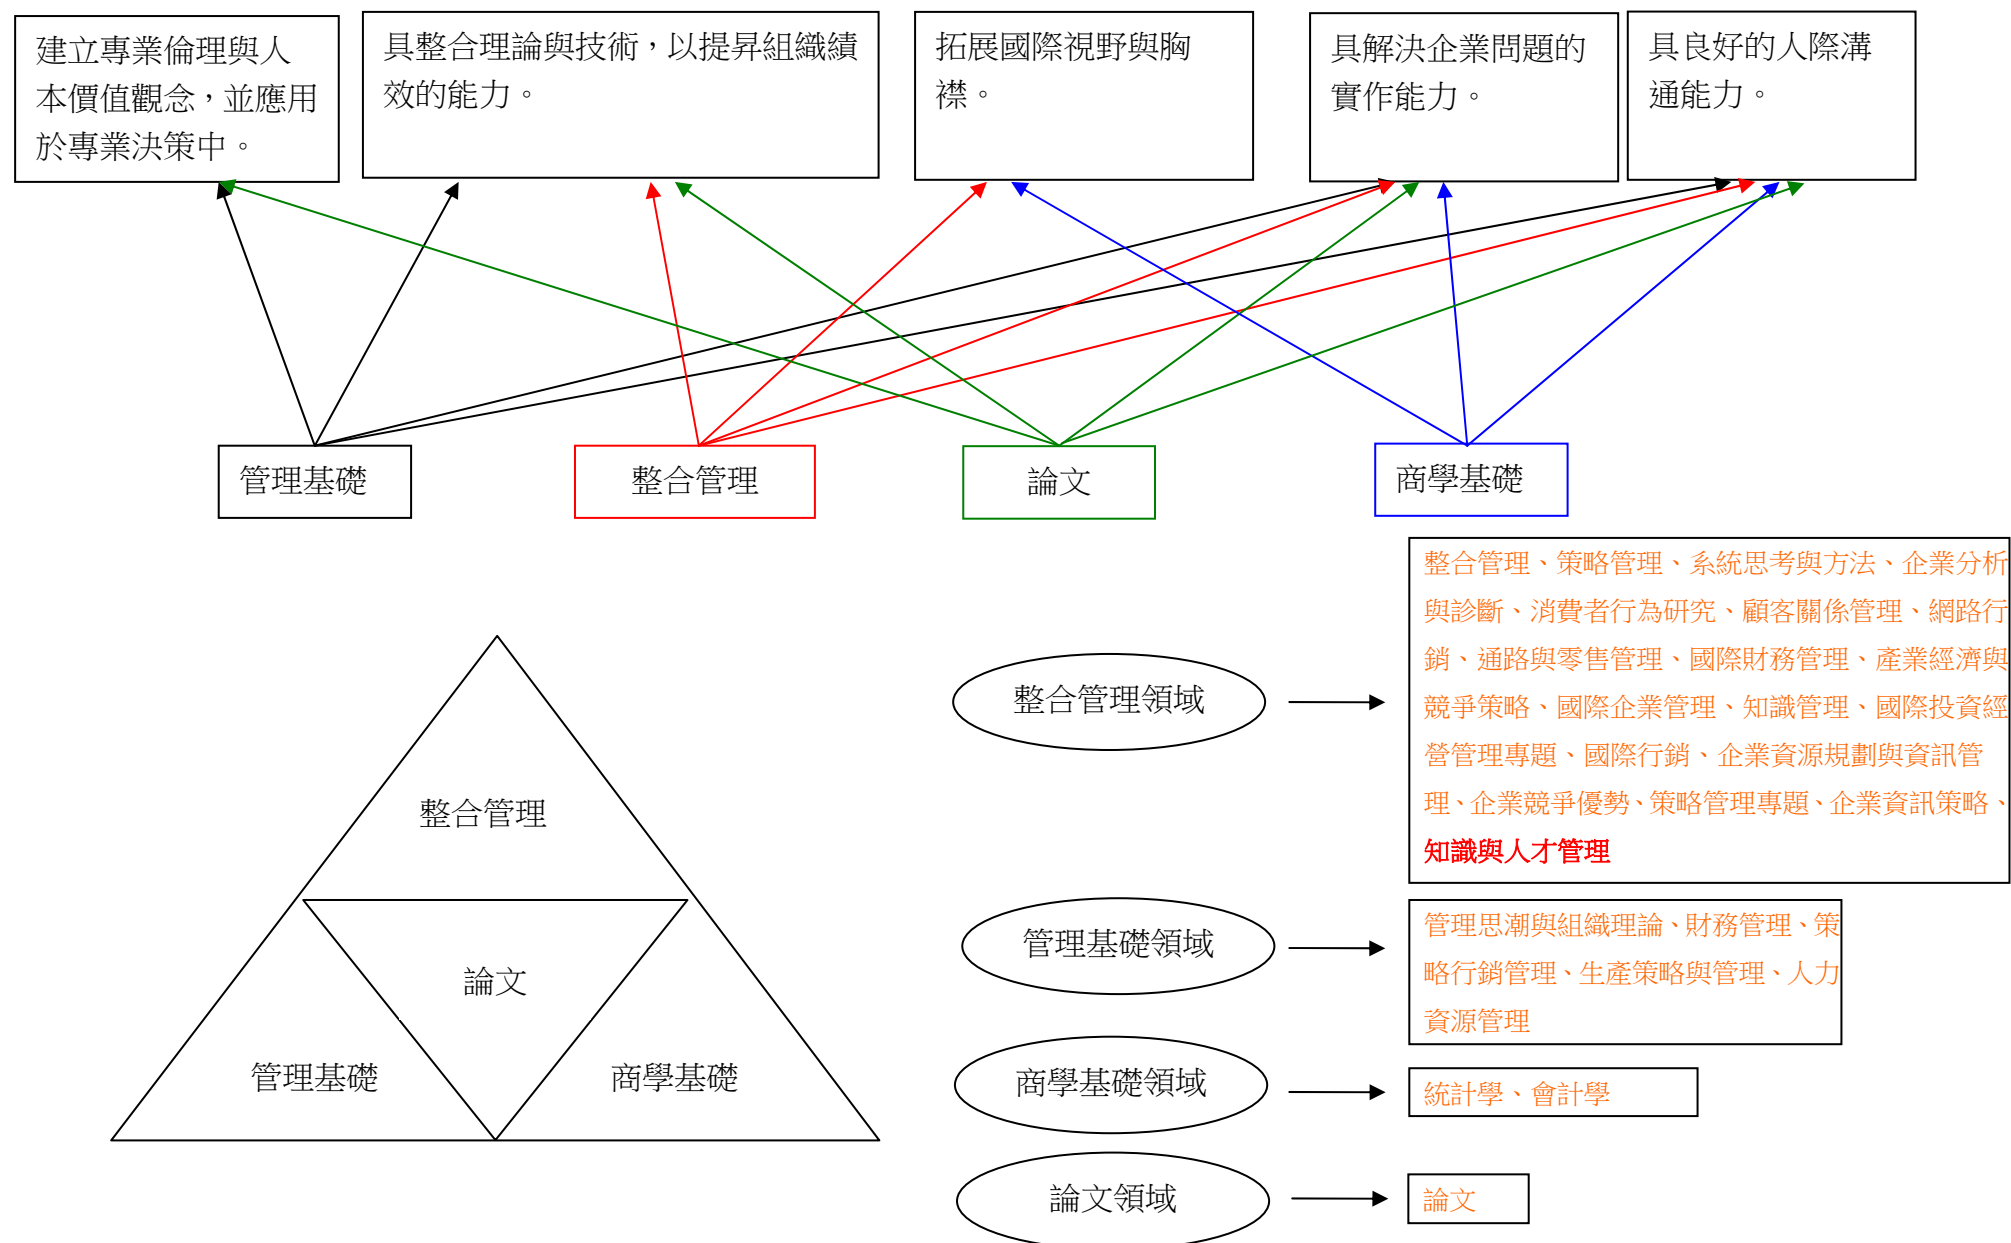 建立專業倫理與人
本價值觀念，並應用
於專業決策中。
具整合理論與技術，以提昇組織績
效的能力。
拓展國際視野與胸
襟。
具解決企業問題的
實作能力。
具良好的人際溝
通能力。
管理基礎
整合管理
論文
商學基礎
整合管理
論文
管理基礎
商學基礎
整合管理領域
整合管理、策略管理、系統思考與方法、企業分析
與診斷、消費者行為研究、顧客關係管理、網路行
銷、通路與零售管理、國際財務管理、產業經濟與
競爭策略、國際企業管理、知識管理、國際投資經
營管理專題、國際行銷、企業資源規劃與資訊管
理、企業競爭優勢、策略管理專題、企業資訊策略、
知識與人才管理
管理基礎領域
管理思潮與組織理論、財務管理、策
略行銷管理、生產策略與管理、人力
資源管理
商學基礎領域
統計學、會計學
論文領域
論文